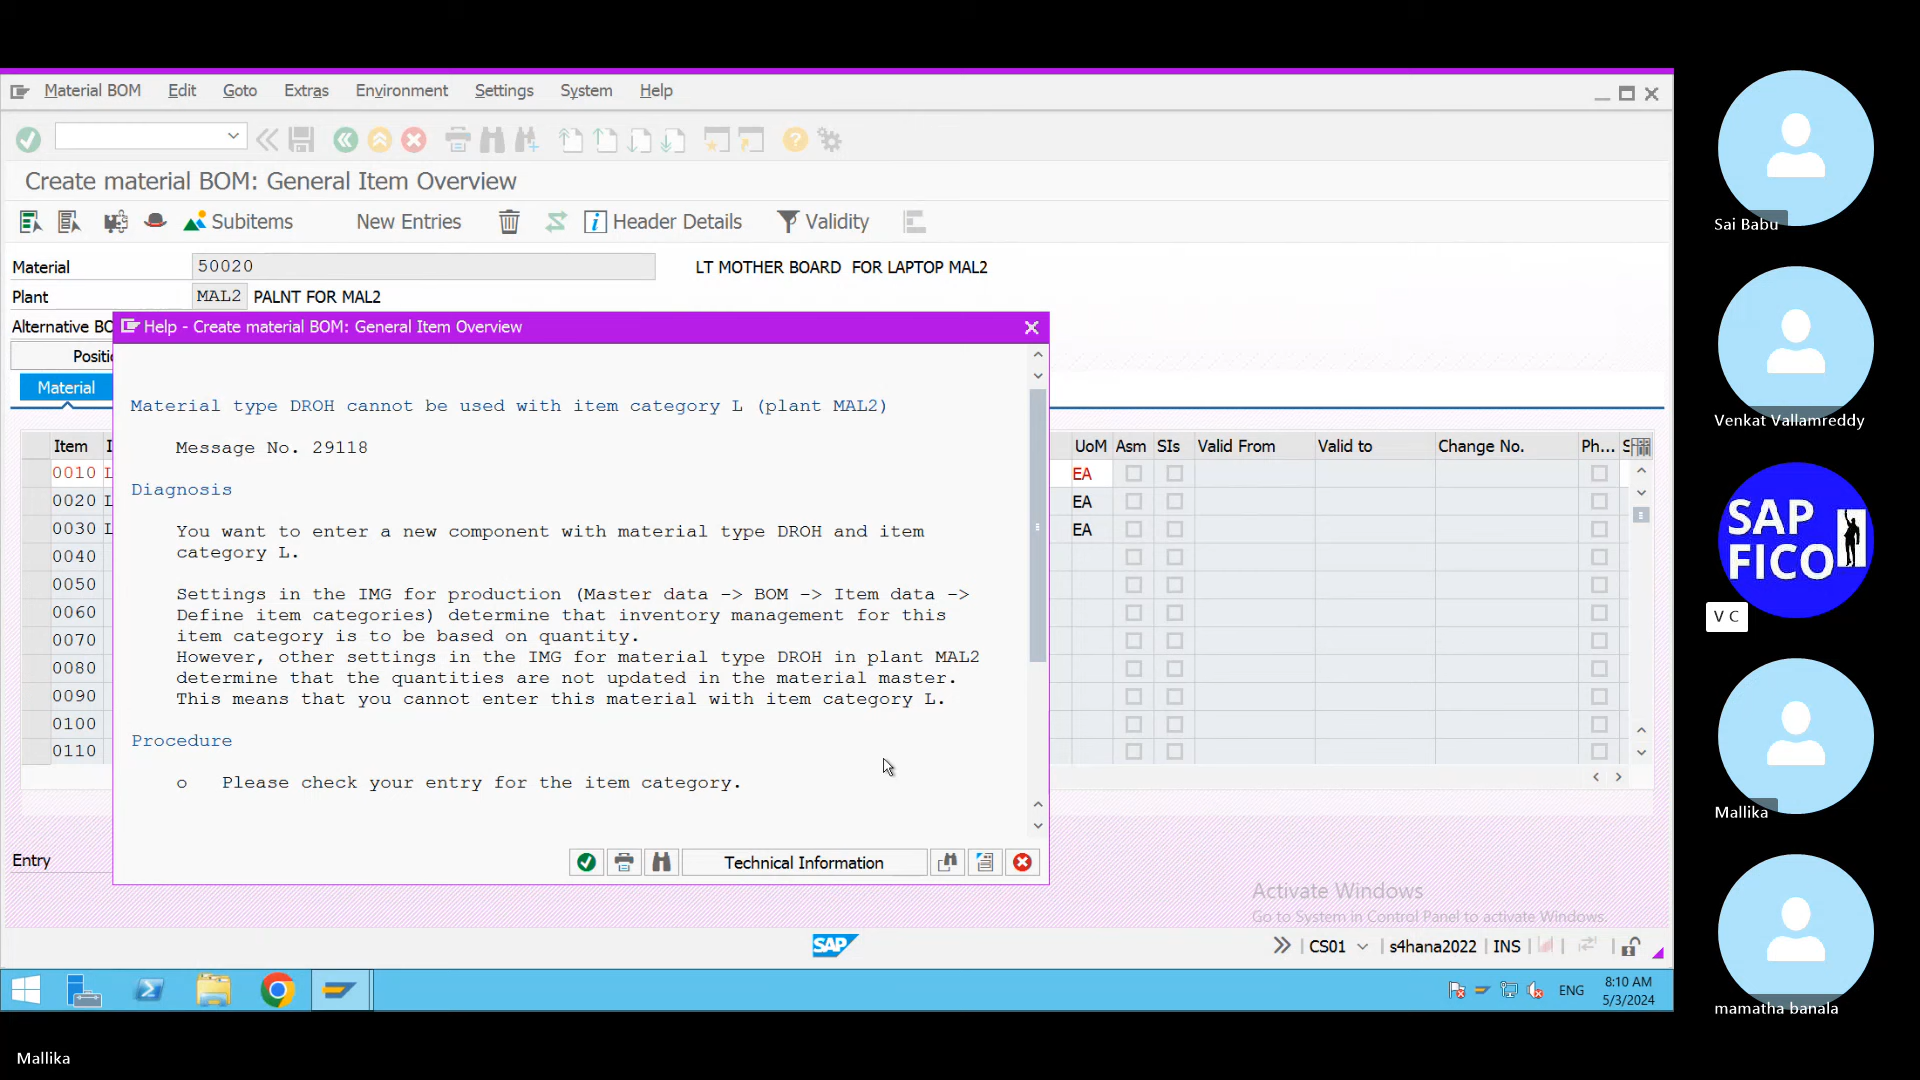 Material BOM Edit Goto Extras Environment Settings System Help
Create material BOM: General Item Overview
Subitems New Entries Header Details Validity
Material 50020 LT MOTHER BOARD FOR LAPTOP MAL2
Plant MAL2 PALNT FOR MAL2
Alternative BO
Positi
Material
Help - Create material BOM: General Item Overview
Material type DROH cannot be used with item category L (plant MAL2)
Message No. 29118
Diagnosis
You want to enter a new component with material type DROH and item
category L.
Settings in the IMG for production (Master data -> BOM -> Item data ->
Define item categories) determine that inventory management for this
item category is to be based on quantity.
However, other settings in the IMG for material type DROH in plant MAL2
determine that the quantities are not updated in the material master.
This means that you cannot enter this material with item category L.
Procedure
o Please check your entry for the item category.
Technical Information
Item I UoM Asm SIs Valid From Valid to Change No. Ph... S
0010 L EA
0020 L EA
0030 L EA
0040
0050
0060
0070
0080
0090
0100
0110
Entry
Activate Windows
Go to System in Control Panel to activate Windows.
SAP
CS01 s4hana2022 INS
ENG
8:10 AM
5/3/2024
Sai Babu
Venkat Vallamreddy
SAP
FICO
V C
Mallika
mamatha banala
Mallika